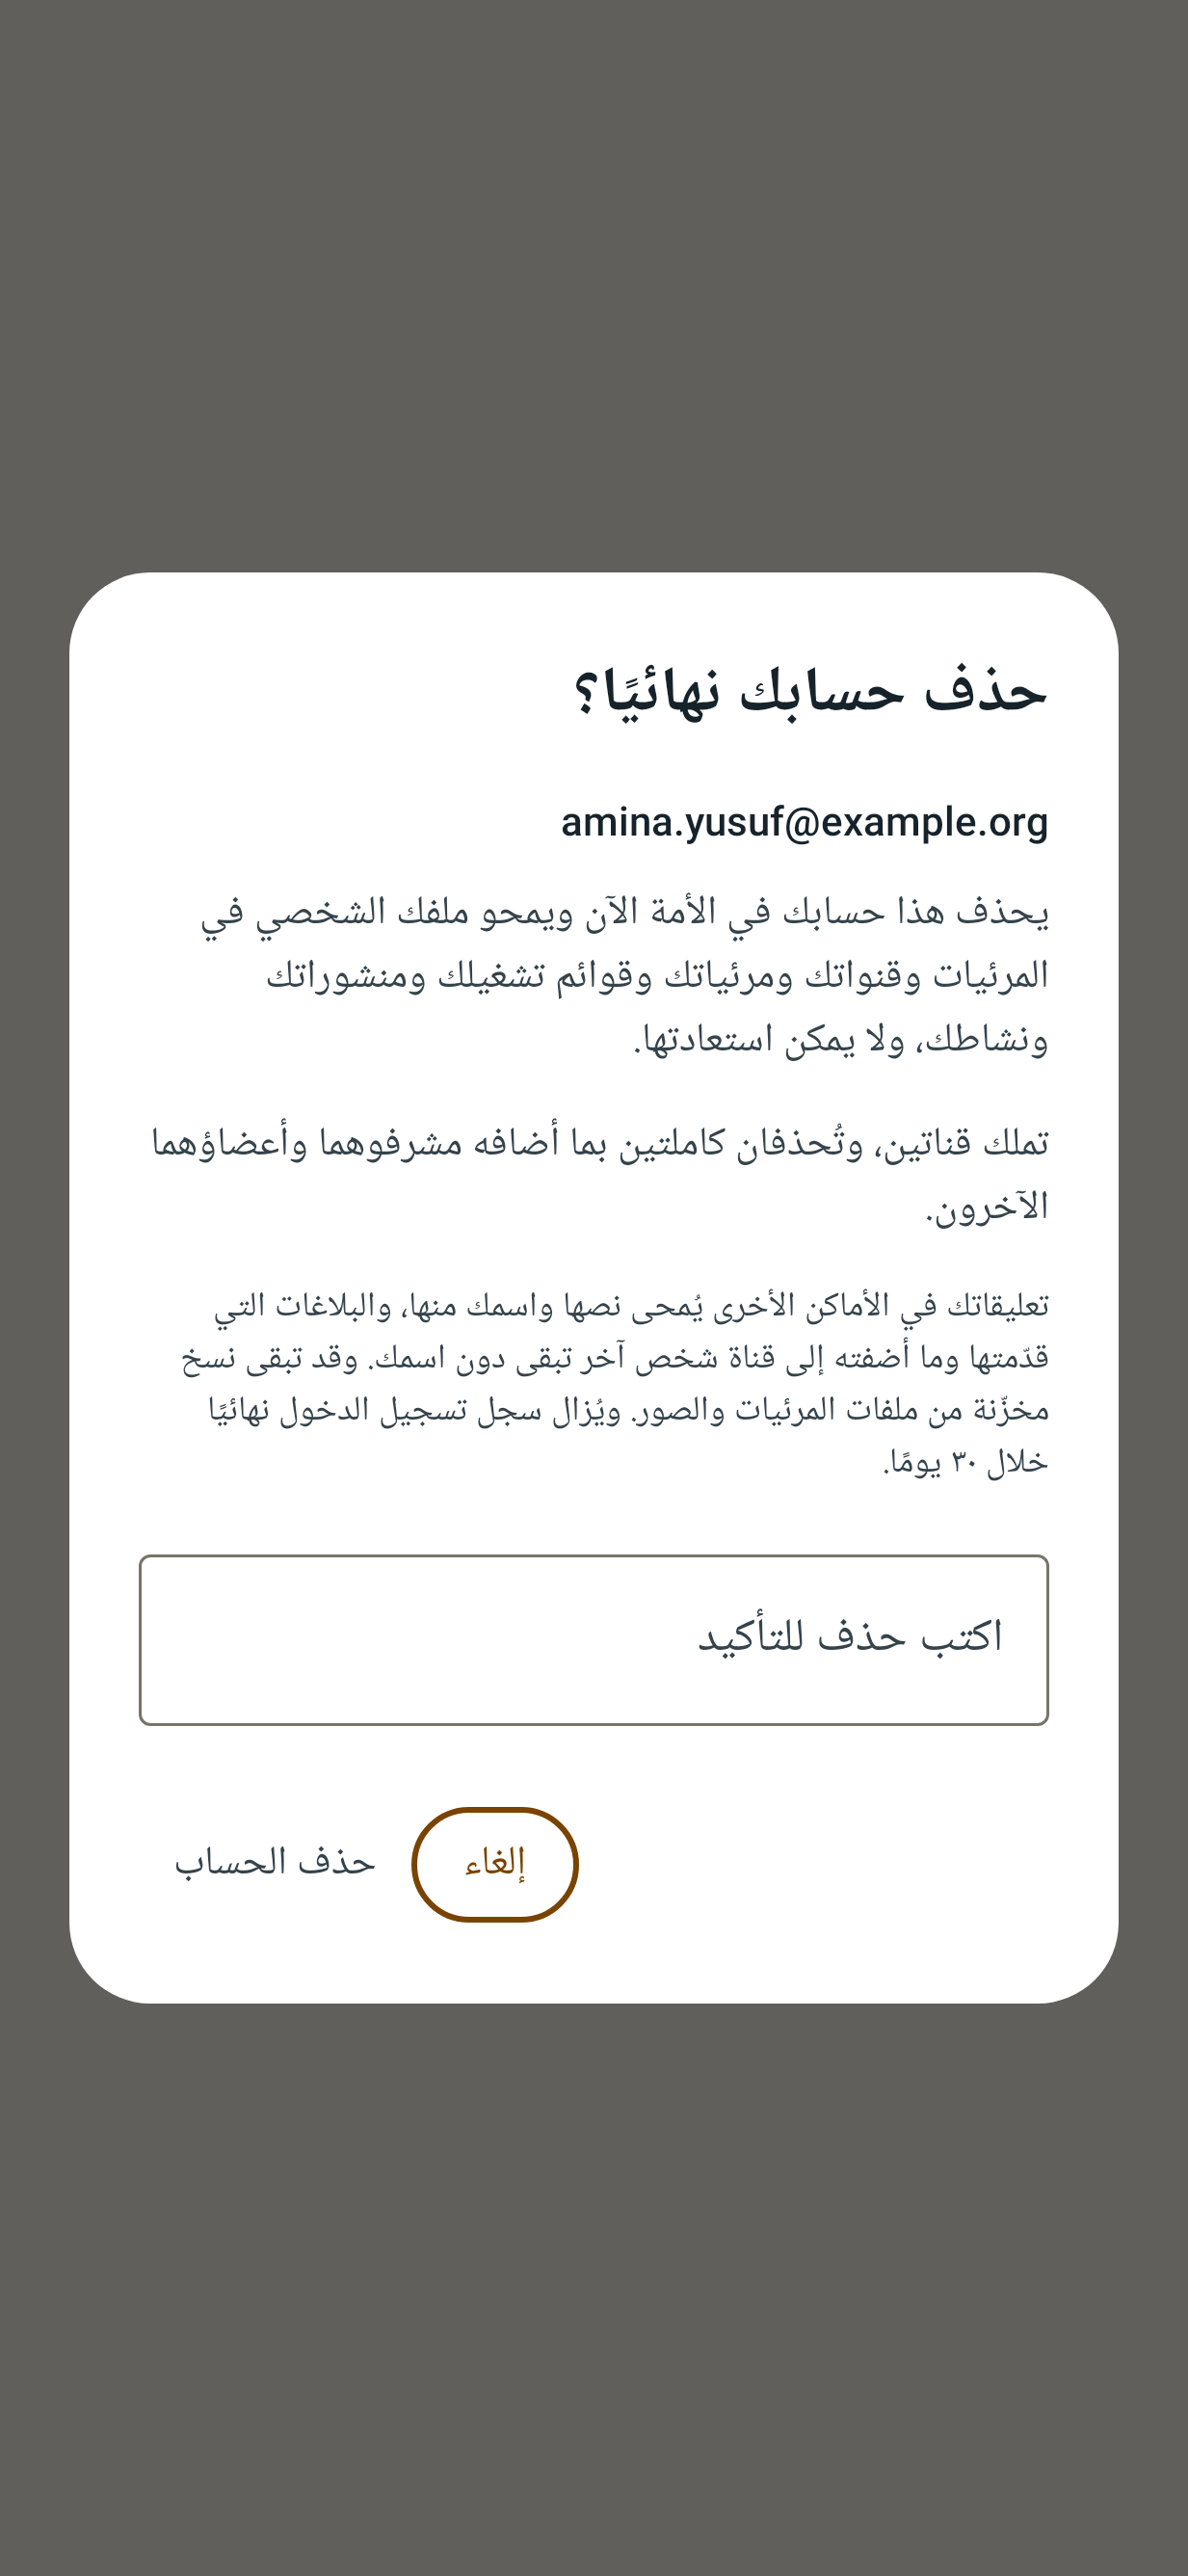 حذف حسابك نهائيًا؟
amina.yusuf@example.org
يحذف هذا حسابك في الأمة الآن ويمحو ملفك الشخصي في
المرئيات وقنواتك ومرئياتك وقوائم تشغيلك ومنشوراتك
ونشاطك، ولا يمكن استعادتها.
تملك قناتين، وتُحذفان كاملتين بما أضافه مشرفوهما وأعضاؤهما
الآخرون.
تعليقاتك في الأماكن الأخرى يُمحى نصها واسمك منها، والبلاغات التي
قدّمتها وما أضفته إلى قناة شخص آخر تبقى دون اسمك. وقد تبقى نسخ
مخزّنة من ملفات المرئيات والصور. ويُزال سجل تسجيل الدخول نهائيًا
خلال ٣٠ يومًا.
اكتب حذف للتأكيد
إلغاء
حذف الحساب